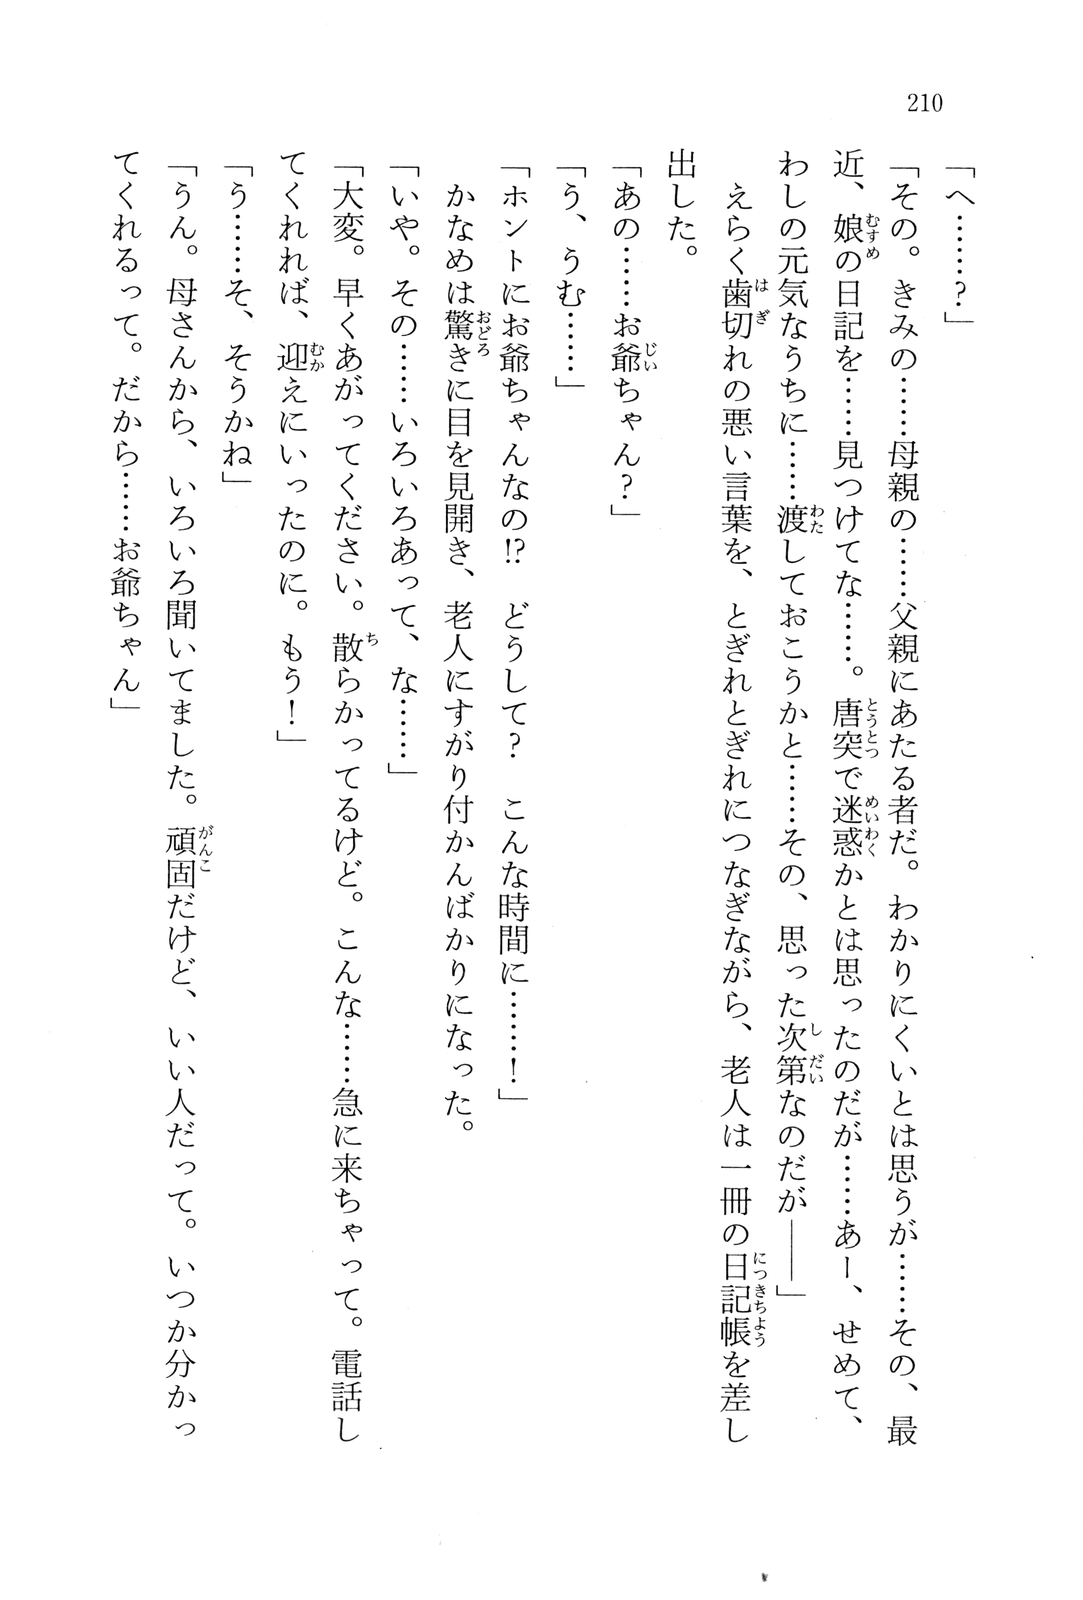 210
「へ……？」
「その。きみの……母親の……父親にあたる者だ。わかりにくいとは思うが……その、最
近、娘の日記を……見つけてな……。唐突で迷惑かとは思ったのだが……あー、せめて、
わしの元気なうちに……渡しておこうかと……その、思った次第なのだが――」
　えらく歯切れの悪い言葉を、とぎれとぎれにつなぎながら、老人は一冊の日記帳を差し
出した。
「あの……お爺ちゃん？」
「う、うむ……」
「ホントにお爺ちゃんなの!?　どうして？　こんな時間に……！」
　かなめは驚きに目を見開き、老人にすがり付かんばかりになった。
「いや。その……いろいろあって、な……」
「大変。早くあがってください。散らかってるけど。こんな……急に来ちゃって。電話し
てくれれば、迎えにいったのに。もう！」
「う……そ、そうかね」
「うん。母さんから、いろいろ聞いてました。頑固だけど、いい人だって。いつか分かっ
てくれるって。だから……お爺ちゃん」